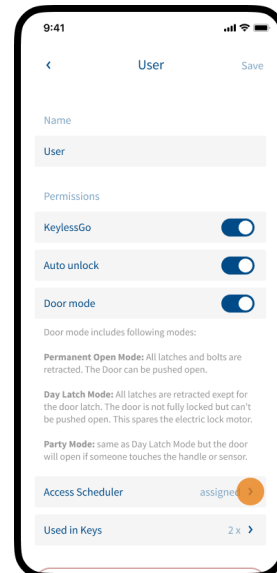 9:41
User
Save
Name
User
Permissions
KeylessGo
Auto unlock
Door mode
Door mode includes following modes:
Permanent Open Mode: All latches and bolts are
retracted. The Door can be pushed open.
Day Latch Mode: All latches are retracted exept for
the door latch. The door is not fully locked but can't
be pushed open. This spares the electric lock motor.
Party Mode: same as Day Latch Mode but the door
will open if someone touches the handle or sensor.
Access Scheduler assigned
Used in Keys 2 x